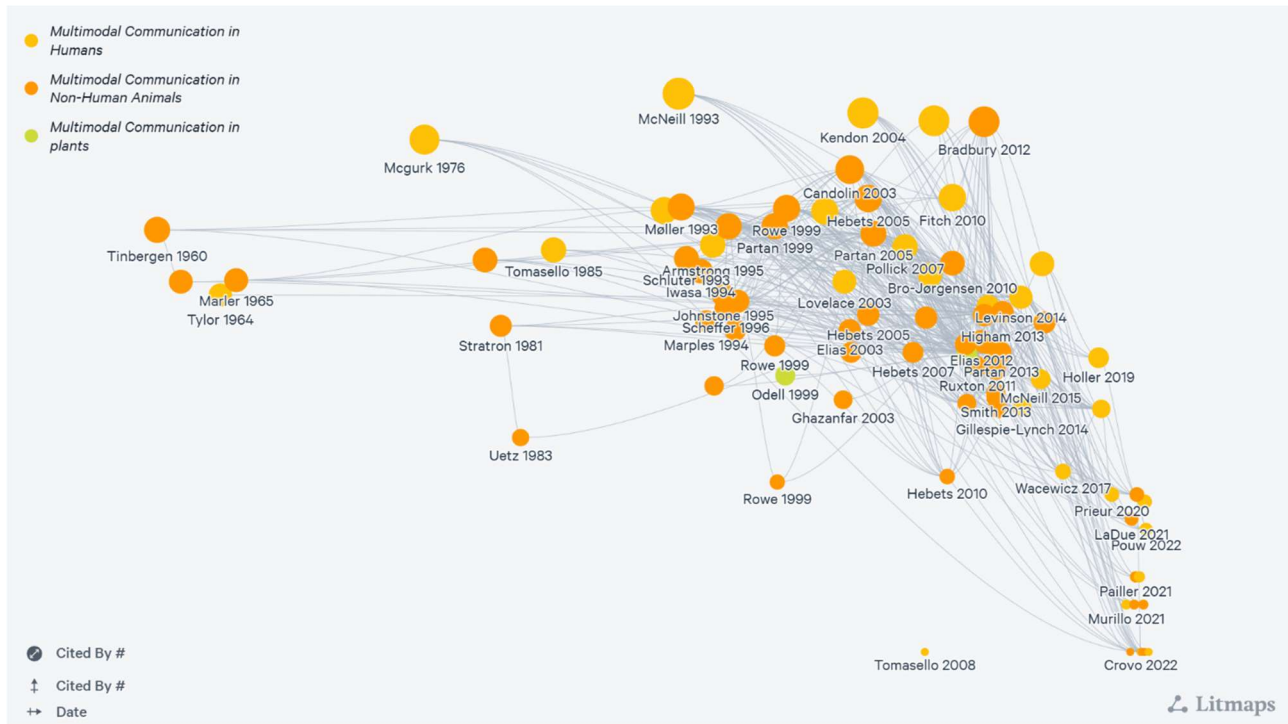 Multimodal Communication in
Humans
Multimodal Communication in
Non-Human Animals
Multimodal Communication in
plants
McNeill 1993
Kendon 2004
Bradbury 2012
Mcgurk 1976
Candolin 2003
Fitch 2010
Hebets 2005
Møller 1993
Rowe 1999
Partan 1999
Partan 2005
Tinbergen 1960
Pollick 2007
Tomasello 1985
Armstrong 1995
Schluter 1993
Bro-Jørgensen 2010
Iwasa 1994
Marler 1965
Lovelace 2003
Tylor 1964
Johnstone 1995
Levinson 2014
Scheffer 1996
Hebets 2005
Higham 2013
Stratron 1981
Marples 1994
Elias 2003
Elias 2012
Rowe 1999
Hebets 2007
Partan 2013
Holler 2019
Ruxton 2011
Odell 1999
McNeill 2015
Smith 2013
Ghazanfar 2003
Gillespie-Lynch 2014
Uetz 1983
Wacewicz 2017
Rowe 1999
Hebets 2010
Prieur 2020
LaDue 2021
Pouw 2022
Pailler 2021
Murillo 2021
Tomasello 2008
Crovo 2022
Cited By #
Cited By #
Date
Litmaps